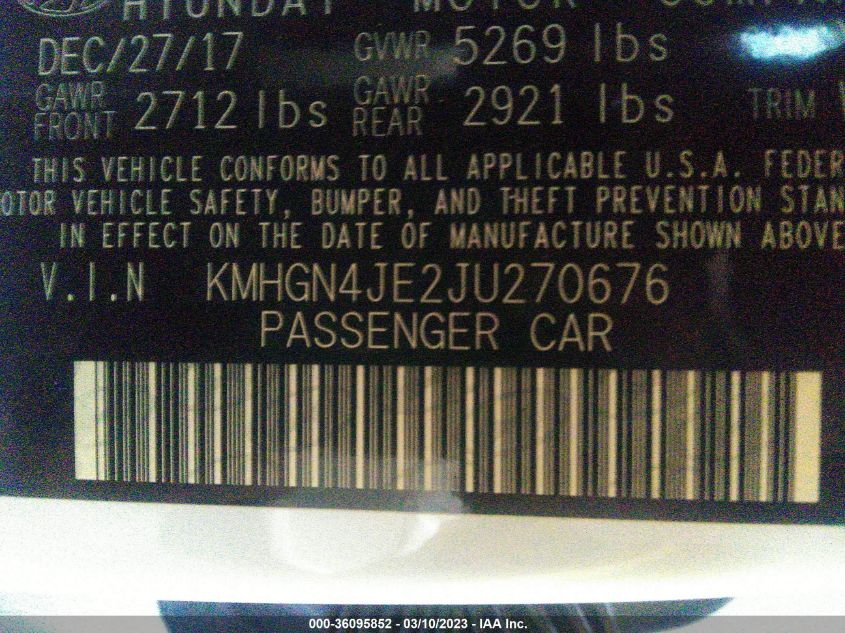 HYUNDAI MOTOR
DEC/27/17 GVWR 5269 lbs
GAWR FRONT 2712 lbs GAWR REAR 2921 lbs TRIM
THIS VEHICLE CONFORMS TO ALL APPLICABLE U.S.A. FEDER
OTOR VEHICLE SAFETY, BUMPER, AND THEFT PREVENTION STAN
IN EFFECT ON THE DATE OF MANUFACTURE SHOWN ABOVE
V.I.N KMHGN4JE2JU270676
PASSENGER CAR
000-36095852 - 03/10/2023 - IAA Inc.